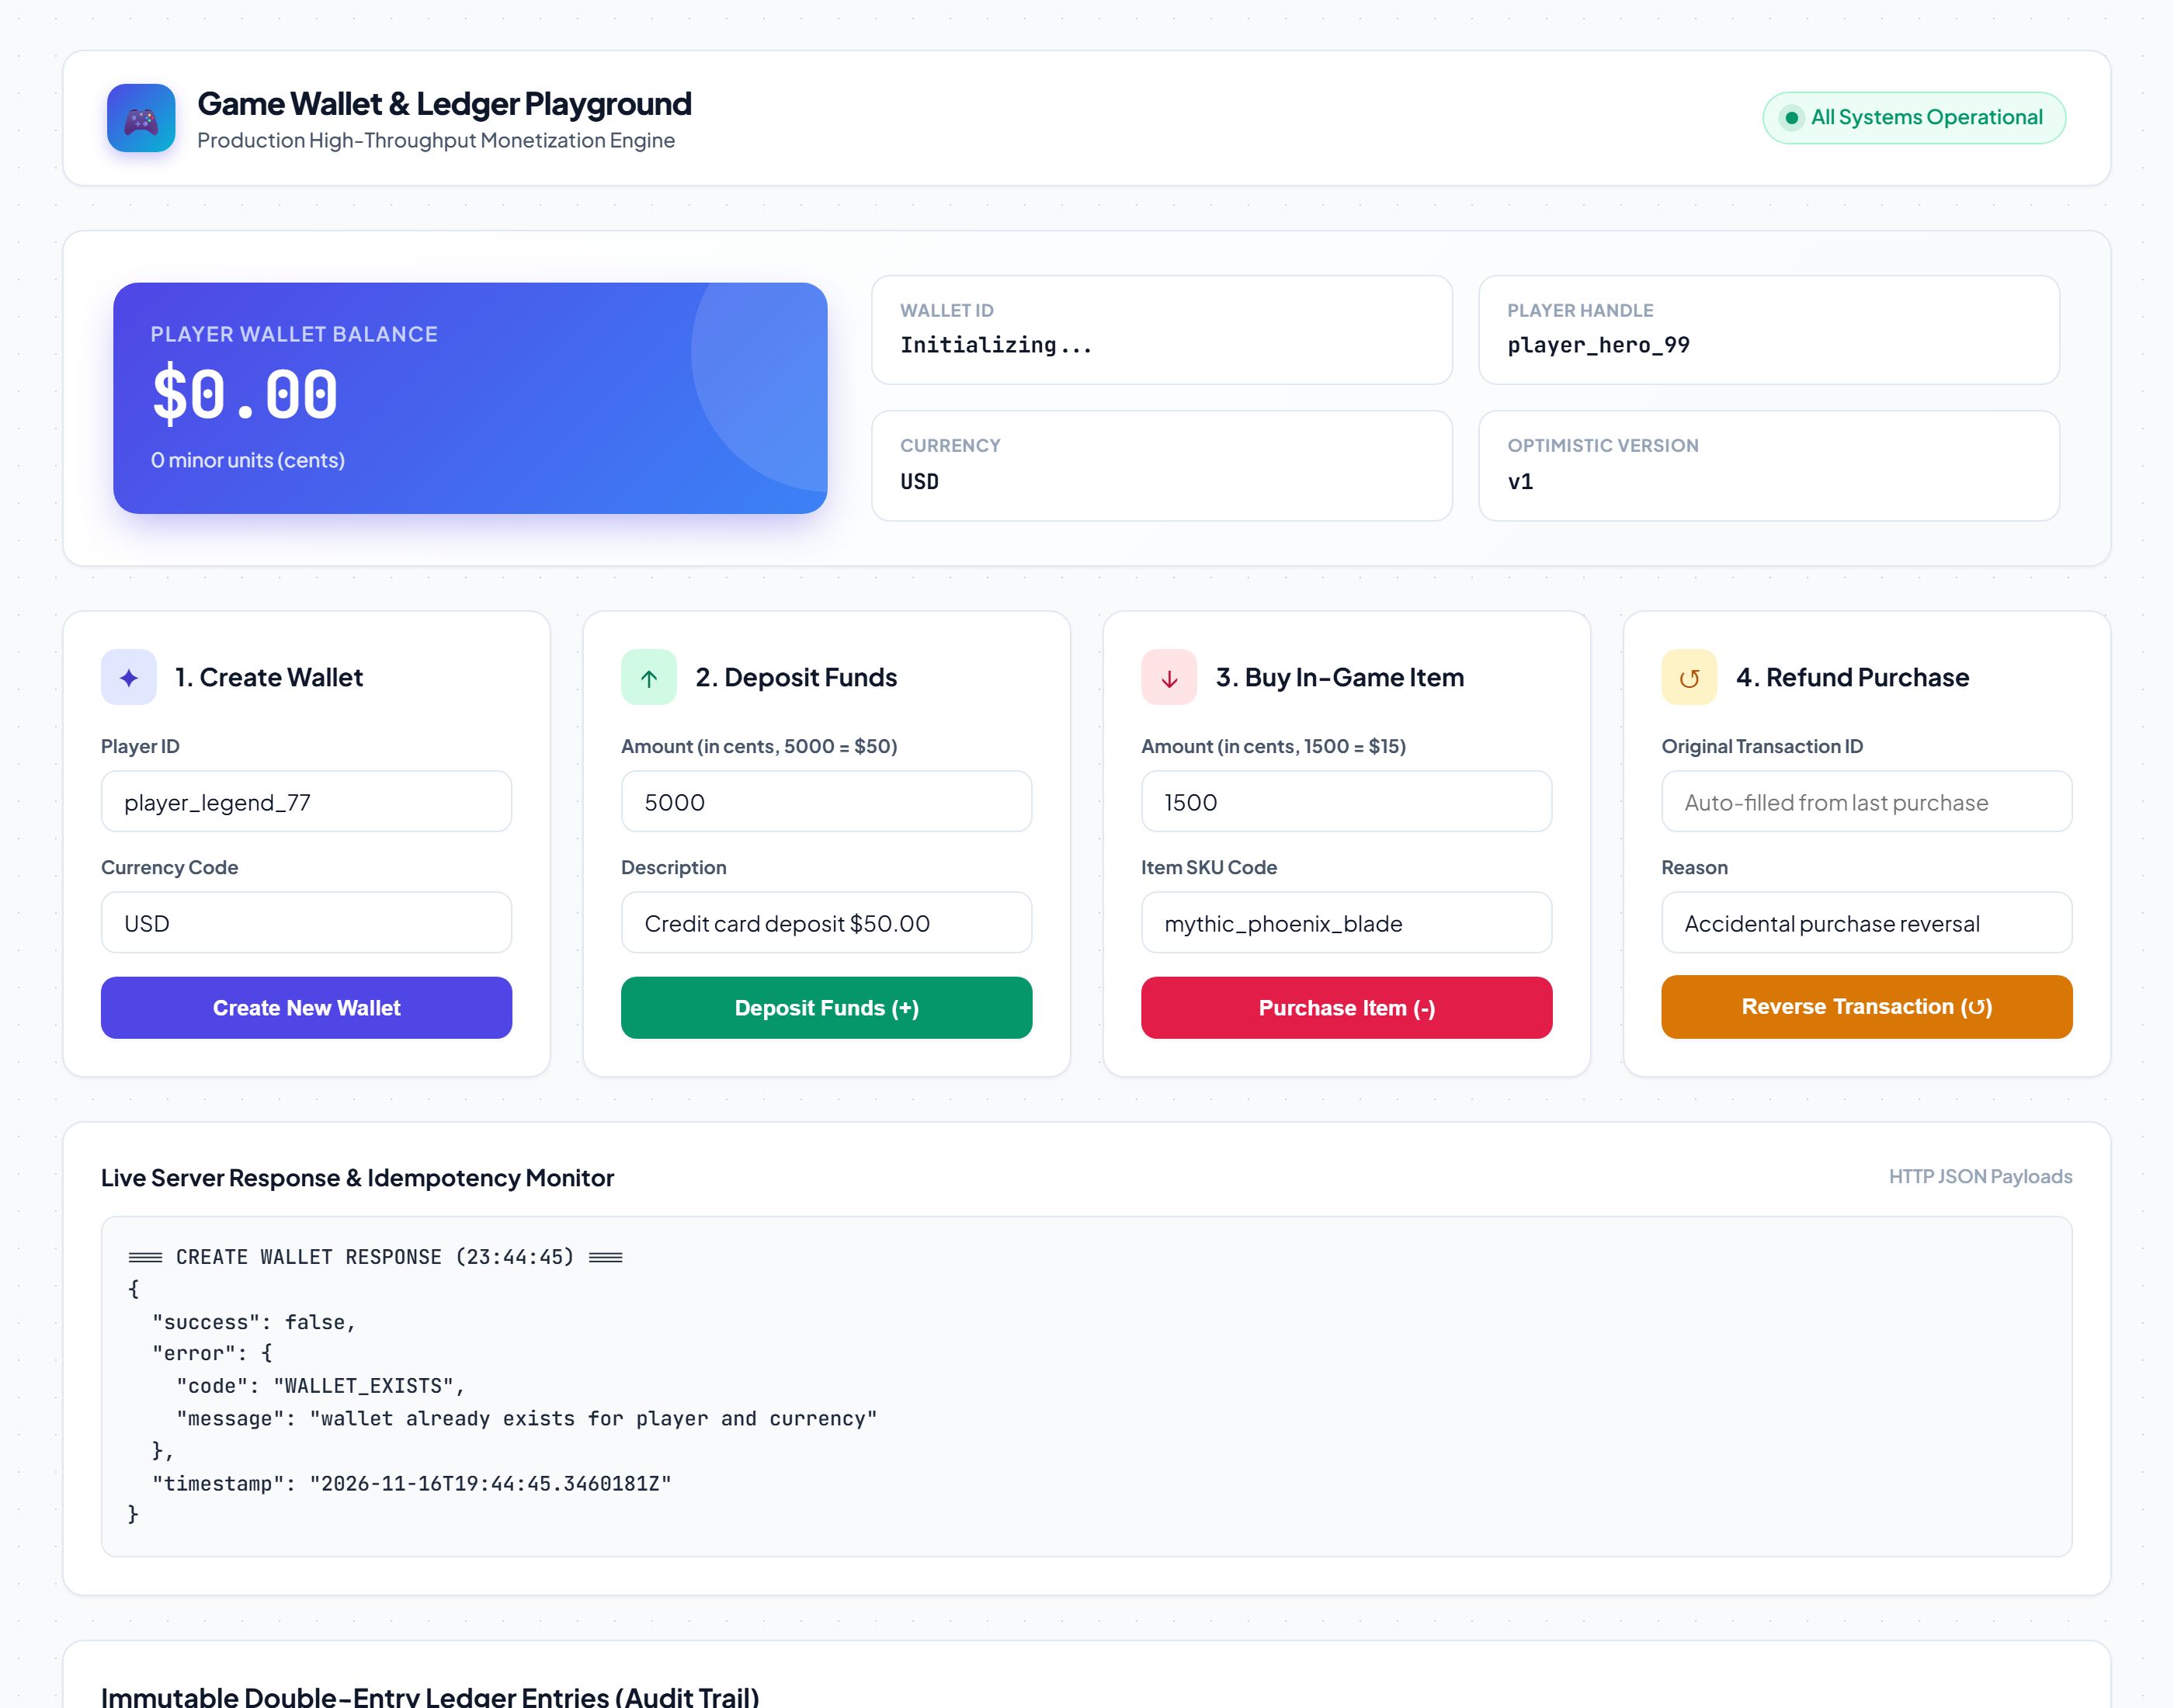 Game Wallet & Ledger Playground
Production High-Throughput Monetization Engine
All Systems Operational
PLAYER WALLET BALANCE
$0.00
0 minor units (cents)
WALLET ID
Initializing...
PLAYER HANDLE
player_hero_99
CURRENCY
USD
OPTIMISTIC VERSION
v1
1. Create Wallet
Player ID
player_legend_77
Currency Code
USD
Create New Wallet
2. Deposit Funds
Amount (in cents, 5000 = $50)
5000
Description
Credit card deposit $50.00
Deposit Funds (+)
3. Buy In-Game Item
Amount (in cents, 1500 = $15)
1500
Item SKU Code
mythic_phoenix_blade
Purchase Item (-)
4. Refund Purchase
Original Transaction ID
Auto-filled from last purchase
Reason
Accidental purchase reversal
Reverse Transaction (↺)
Live Server Response & Idempotency Monitor
HTTP JSON Payloads
=== CREATE WALLET RESPONSE (23:44:45) ===
{
"success": false,
"error": {
"code": "WALLET_EXISTS",
"message": "wallet already exists for player and currency"
},
"timestamp": "2026-11-16T19:44:45.3460181Z"
}
Immutable Double-Entry Ledger Entries (Audit Trail)